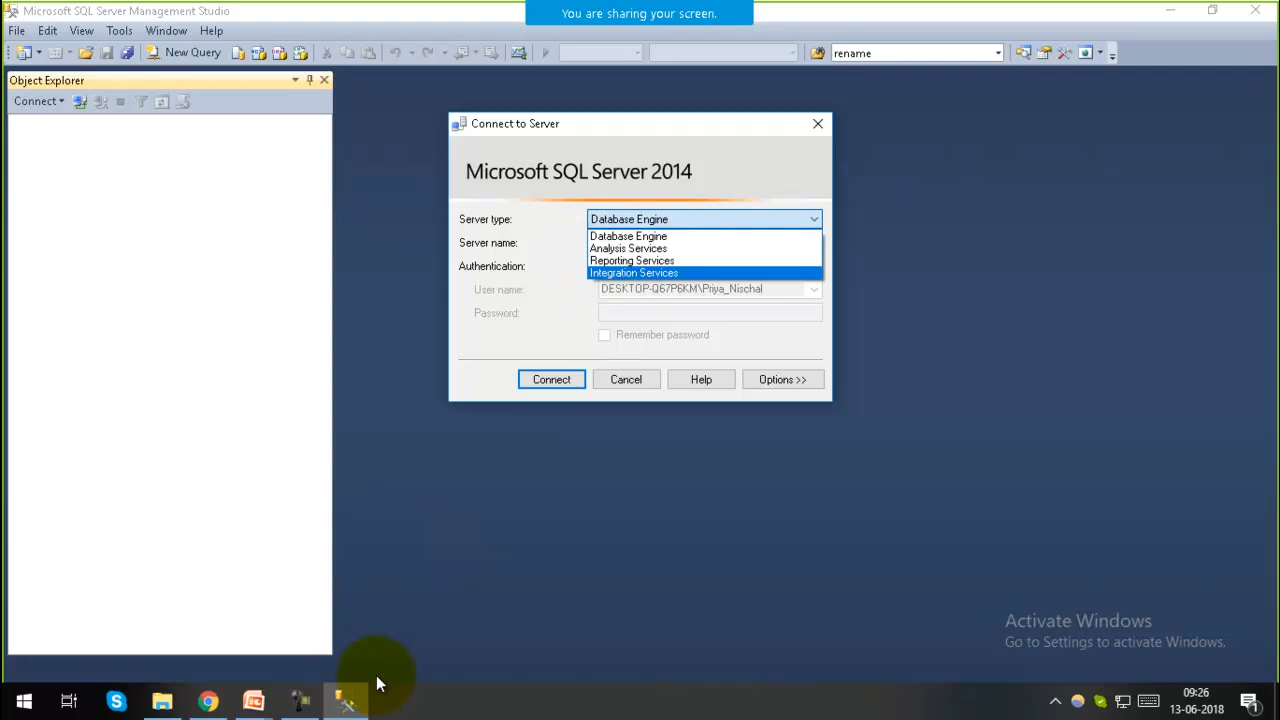 Microsoft SQL Server Management Studio
You are sharing your screen.
File Edit View Tools Window Help
New Query
rename
Object Explorer
Connect
Connect to Server
Microsoft SQL Server 2014
Server type:
Database Engine
Database Engine
Analysis Services
Server name:
Reporting Services
Authentication:
Integration Services
User name:
DESKTOP-Q67P6KM\Priya_Nischal
Password:
Remember password
Connect Cancel Help Options >>
Activate Windows
Go to Settings to activate Windows.
09:26
13-06-2018
1